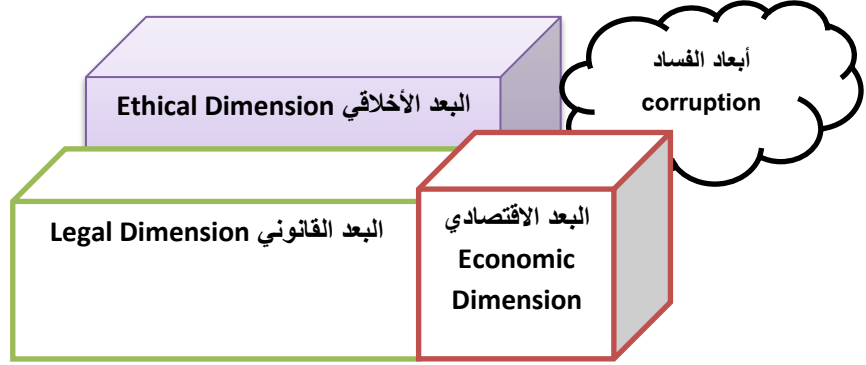 أبعاد الفساد
corruption
البعد الأخلاقي Ethical Dimension
البعد القانوني Legal Dimension
البعد الاقتصادي
Economic
Dimension